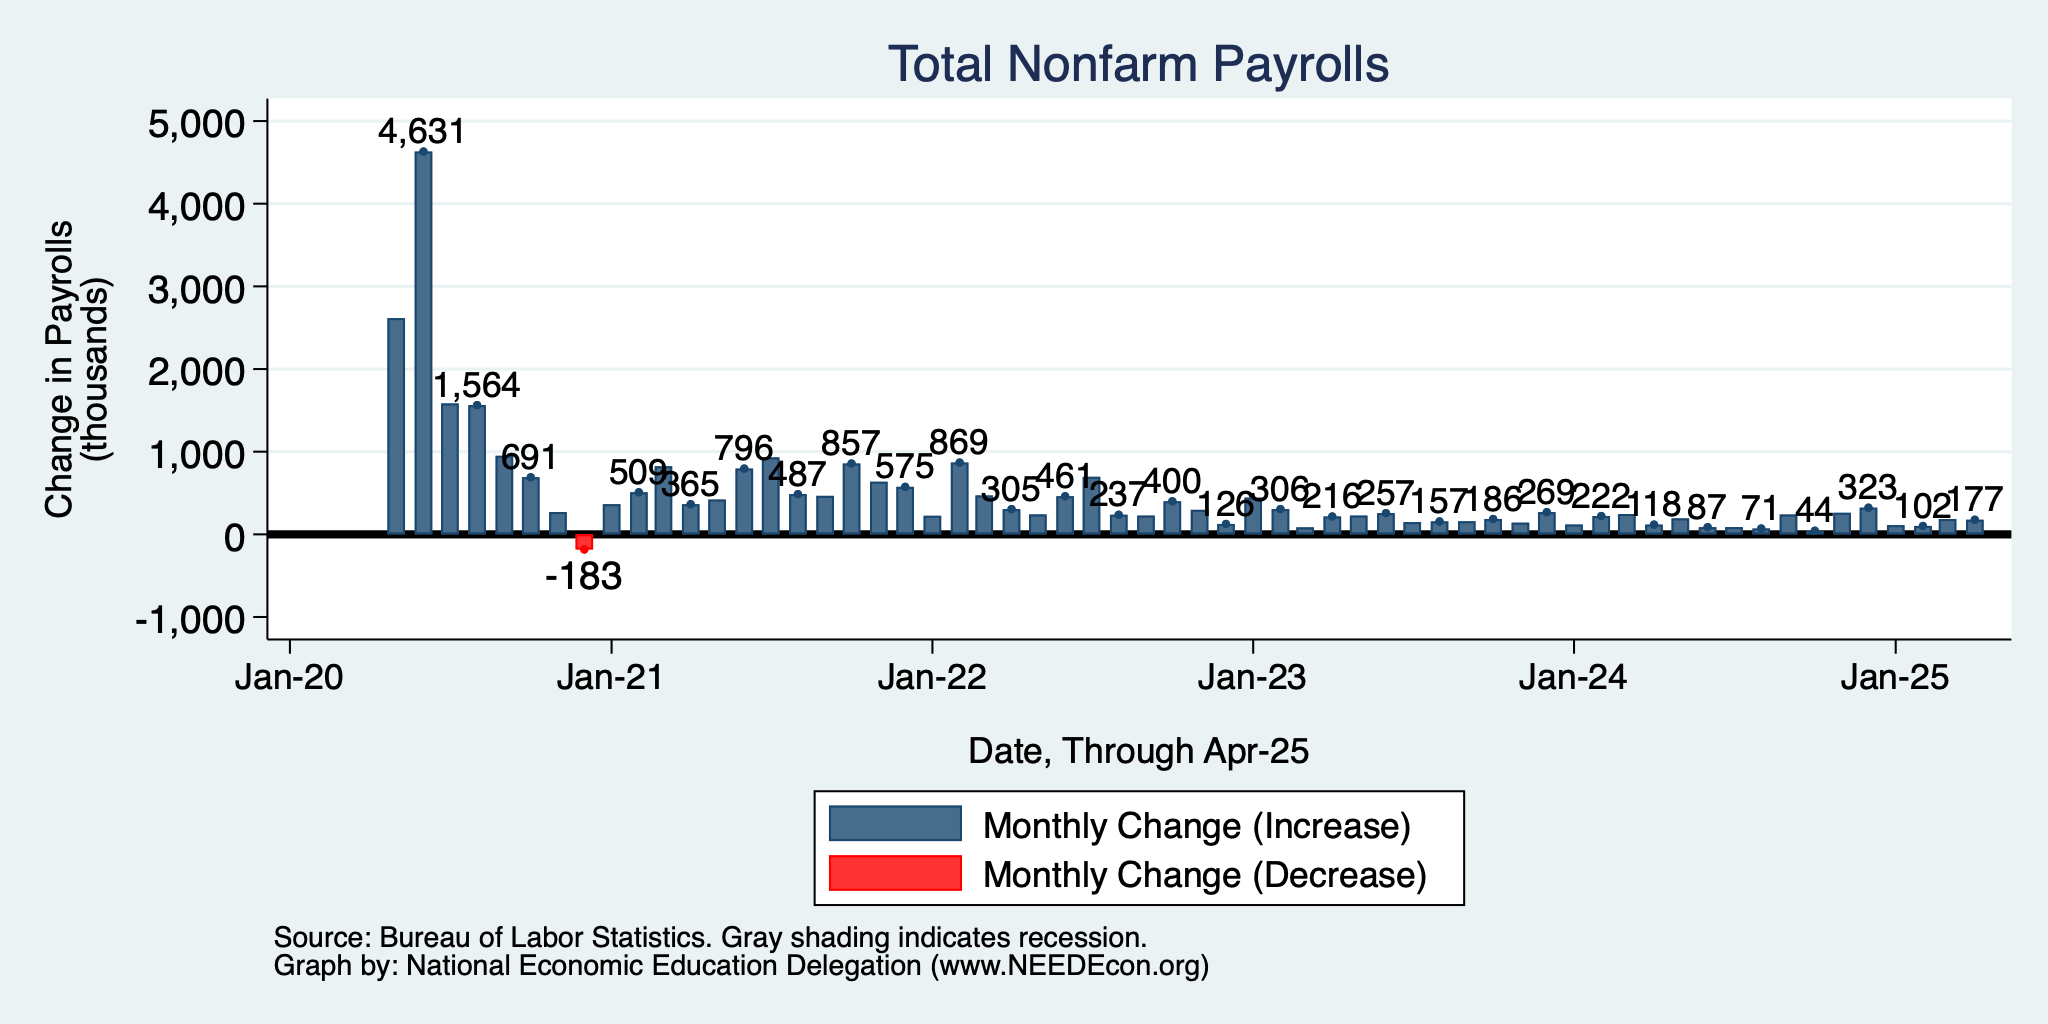 Total Nonfarm Payrolls
Change in Payrolls
(thousands)
5,000
4,000
3,000
2,000
1,000
0
-1,000
4,631
1,564
691
-183
509
365
796
487
857
575
869
305
461
237
400
126
306
216
257
157
186
269
222
118
87
71
44
323
102
177
Jan-20
Jan-21
Jan-22
Jan-23
Jan-24
Jan-25
Date, Through Apr-25
Monthly Change (Increase)
Monthly Change (Decrease)
Source: Bureau of Labor Statistics. Gray shading indicates recession.
Graph by: National Economic Education Delegation (www.NEEDEcon.org)